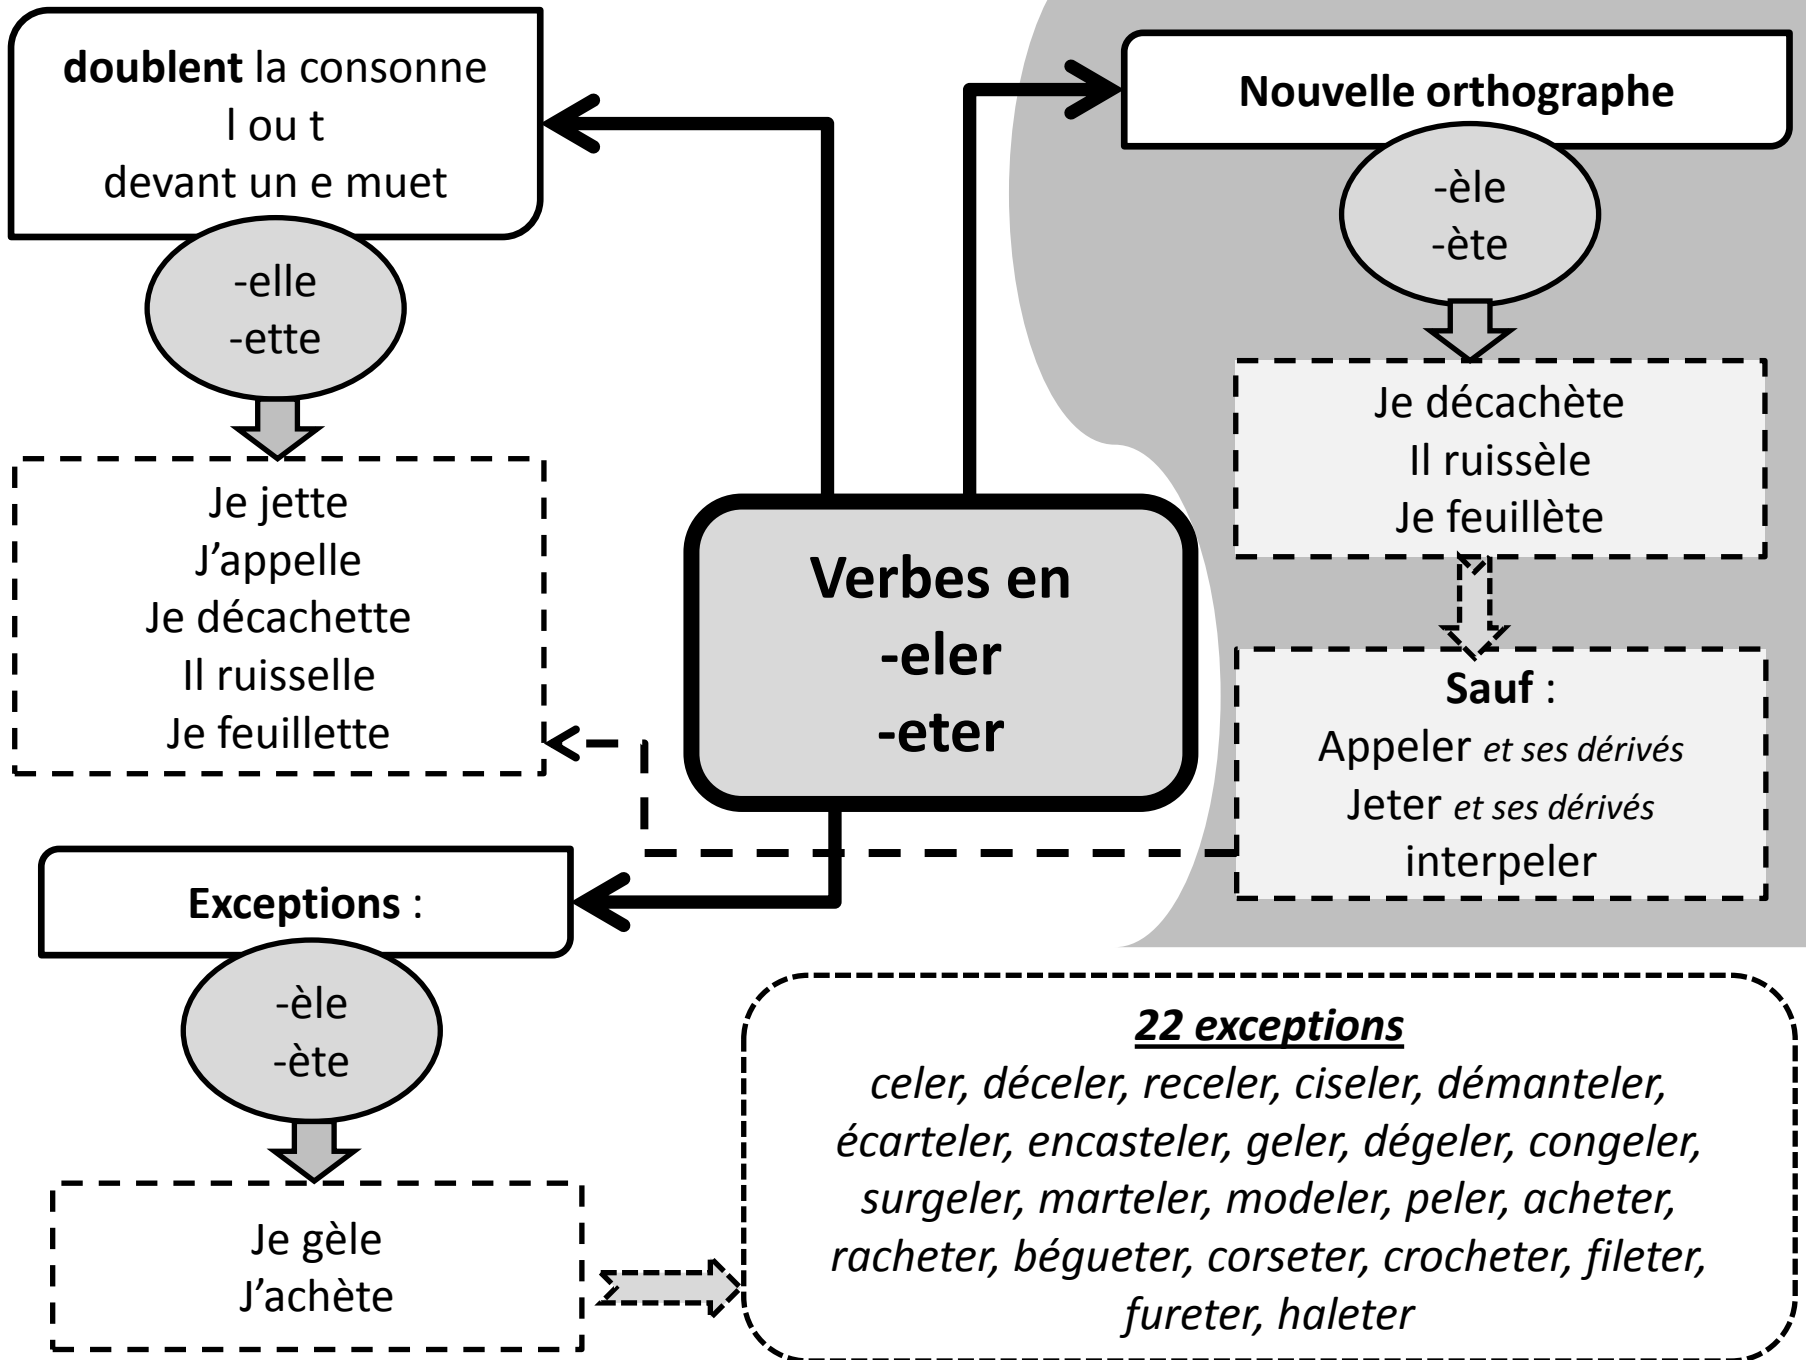 doublent la consonne
l ou t
devant un e muet
-elle
-ette
Je jette
J’appelle
Je décachette
Il ruisselle
Je feuillette
Nouvelle orthographe
-èle
-ète
Je décachète
Il ruissèle
Je feuillète
Sauf :
Appeler et ses dérivés
Jeter et ses dérivés
interpeler
Verbes en
-eler
-eter
Exceptions :
-èle
-ète
Je gèle
J’achète
22 exceptions
celer, déceler, receler, ciseler, démanteler,
écarteler, encasteler, geler, dégeler, congeler,
surgeler, marteler, modeler, peler, acheter,
racheter, bégueter, corseter, crocheter, fileter,
fureter, haleter